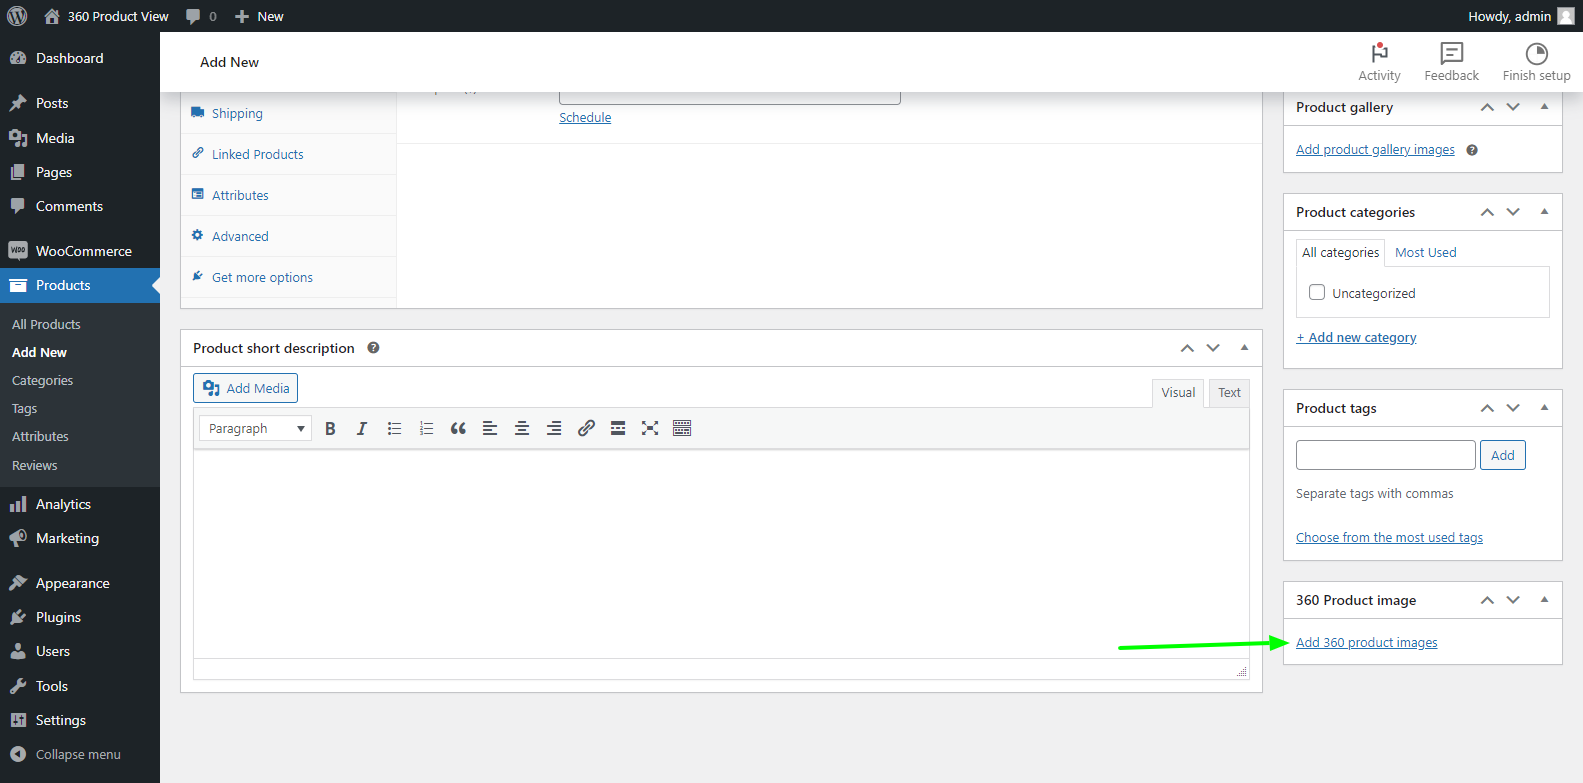 360 Product View
0
New
Howdy, admin
Dashboard
Posts
Media
Pages
Comments
WOO
WooCommerce
Products
All Products
Add New
Categories
Tags
Attributes
Reviews
Analytics
Marketing
Appearance
Plugins
Users
Tools
Settings
Collapse menu
Add New
Activity
Feedback
Finish setup
Shipping
Linked Products
Attributes
Advanced
Get more options
Schedule
Product short description
Add Media
Visual
Text
Paragraph
B
I
Product gallery
Add product gallery images
Product categories
All categories
Most Used
Uncategorized
+ Add new category
Product tags
Add
Separate tags with commas
Choose from the most used tags
360 Product image
Add 360 product images